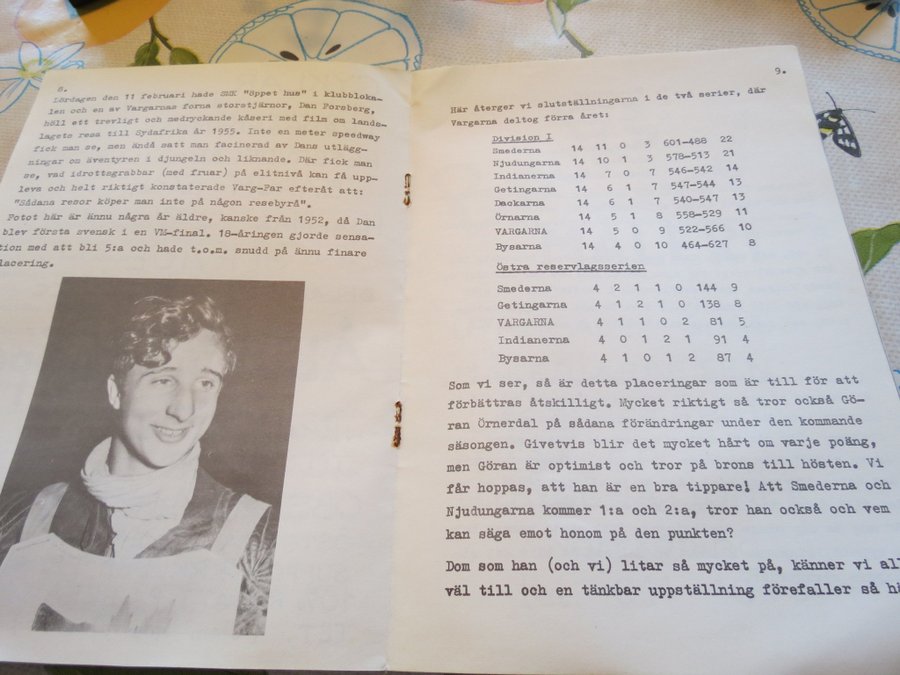 8.
Lördagen den 11 februari hade SMK "öppet hus" i klubbloka-
len och en av Vargarnas forna storstjärnor, Dan Forsberg,
höll ett trevligt och medryckande kåseri med film om lands-
lagets resa till Sydafrika år 1955. Inte en meter speedway
fick man se, men ändå satt man facinerad av Dans utlägg-
ningar om äventyren i djungeln och liknande. Där fick man
se, vad idrottsgrabbar (med fruar) på elitnivå kan få upp-
leva och helt riktigt konstaterade Varg-Par efteråt att:
"Sådana resor köper man inte på någon resebyrå".
Fotot här är ännu några år äldre, kanske från 1952, då Dan
blev första svensk i en VM-final. 18-åringen gjorde sensa-
tion med att bli 5:a och hade t.o.m. snudd på ännu finare
lacering.
9.
Här återger vi slutställningarna i de två serier, där
Vargarna deltog förra året:
Division I
Smederna 14 11 0 3 601-488 22
Njudungarna 14 10 1 3 578-513 21
Indianerna 14 7 0 7 546-542 14
Getingarna 14 6 1 7 547-544 13
Dackarna 14 6 1 7 540-547 13
Örnarna 14 5 1 8 558-529 11
VARGARNA 14 5 0 9 522-566 10
Bysarna 14 4 0 10 464-627 8
Östra reservlagsserien
Smederna 4 2 1 1 0 144 9
Getingarna 4 1 2 1 0 138 8
VARGARNA 4 1 1 0 2 81 5
Indianerna 4 0 1 2 1 91 4
Bysarna 4 1 0 1 2 87 4
Som vi ser, så är detta placeringar som är till för att
förbättras åtskilligt. Mycket riktigt så tror också Gö-
ran Örnerdal på sådana förändringar under den kommande
säsongen. Givetvis blir det mycket hårt om varje poäng,
men Göran är optimist och tror på brons till hösten. Vi
får hoppas, att han är en bra tippare! Att Smederna och
Njudungarna kommer 1:a och 2:a, tror han också och vem
kan säga emot honom på den punkten?
Dom som han (och vi) litar så mycket på, känner vi all
väl till och en tänkbar uppställning förefaller så hä